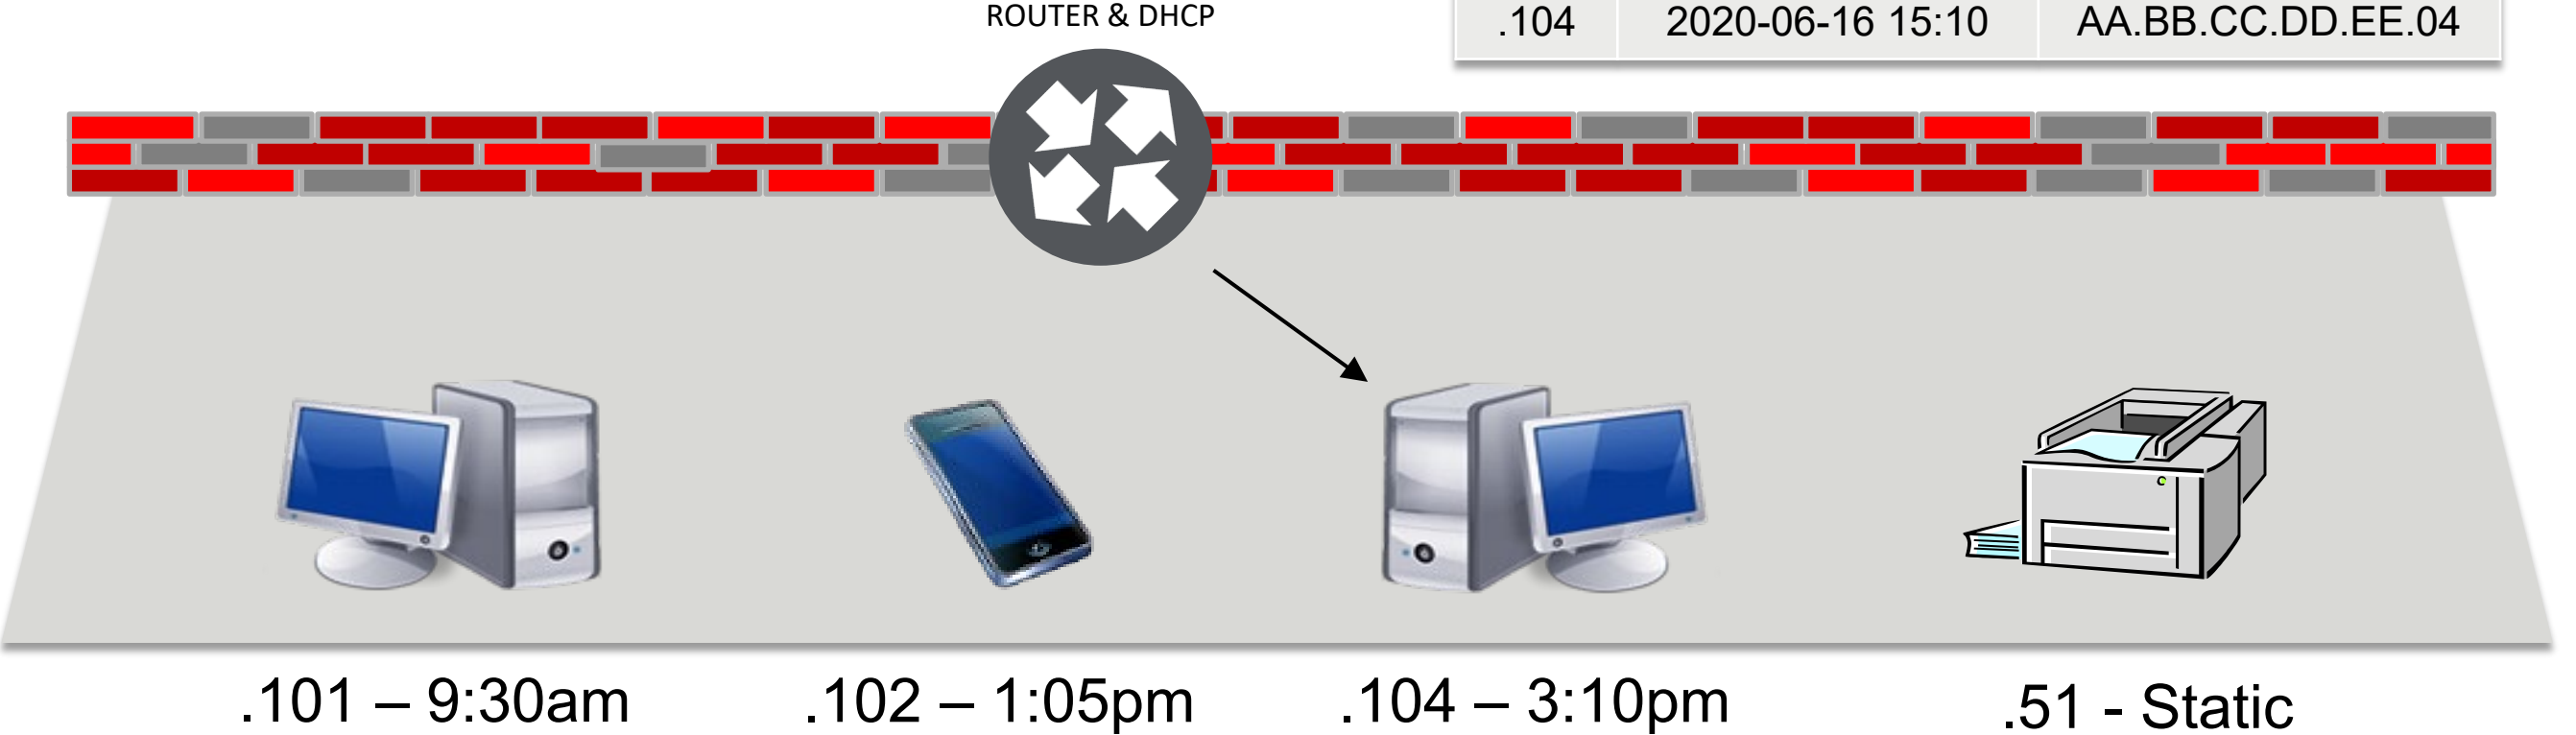 ROUTER & DHCP
.104 2020-06-16 15:10 AA.BB.CC.DD.EE.04
.101 – 9:30am
.102 – 1:05pm
.104 – 3:10pm
.51 - Static